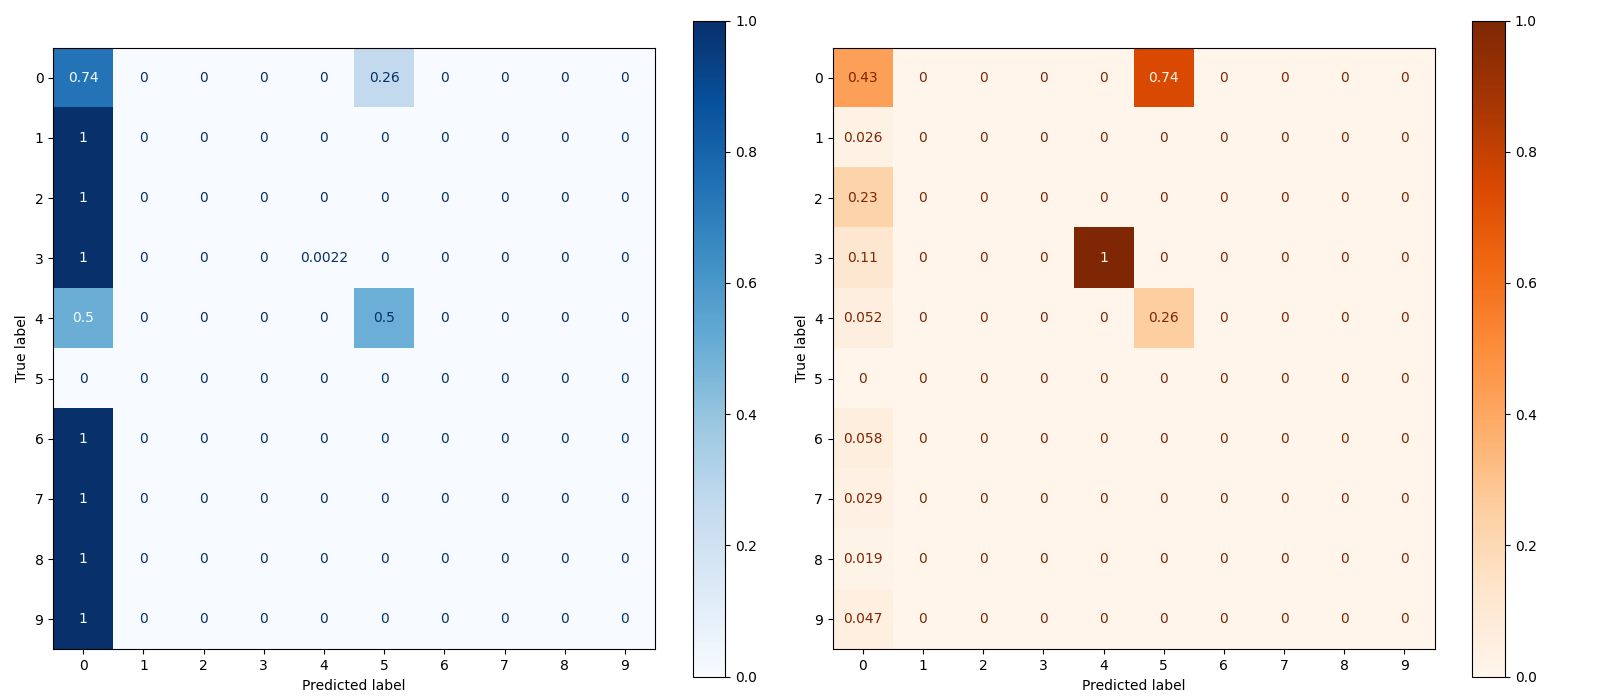 0 0.74 0 0 0 0 0.26 0 0 0 0
1 1 0 0 0 0 0 0 0 0 0
2 1 0 0 0 0 0 0 0 0 0
3 1 0 0 0 0.0022 0 0 0 0 0
4 0.5 0 0 0 0 0.5 0 0 0 0
5 0 0 0 0 0 0 0 0 0 0
6 1 0 0 0 0 0 0 0 0 0
7 1 0 0 0 0 0 0 0 0 0
8 1 0 0 0 0 0 0 0 0 0
9 1 0 0 0 0 0 0 0 0 0
0 1 2 3 4 5 6 7 8 9
True label
Predicted label
1.0
0.8
0.6
0.4
0.2
0.0
0 0.43 0 0 0 0 0.74 0 0 0 0
1 0.026 0 0 0 0 0 0 0 0 0
2 0.23 0 0 0 0 0 0 0 0 0
3 0.11 0 0 0 1 0 0 0 0 0
4 0.052 0 0 0 0 0.26 0 0 0 0
5 0 0 0 0 0 0 0 0 0 0
6 0.058 0 0 0 0 0 0 0 0 0
7 0.029 0 0 0 0 0 0 0 0 0
8 0.019 0 0 0 0 0 0 0 0 0
9 0.047 0 0 0 0 0 0 0 0 0
0 1 2 3 4 5 6 7 8 9
True label
Predicted label
1.0
0.8
0.6
0.4
0.2
0.0